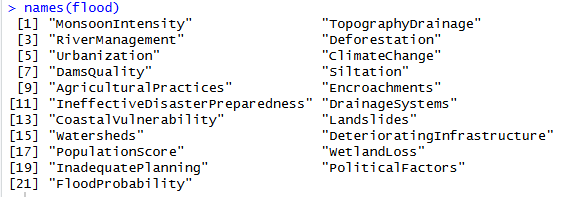 > names(flood)
[1] "MonsoonIntensity" "TopographyDrainage"
[3] "RiverManagement" "Deforestation"
[5] "Urbanization" "ClimateChange"
[7] "DamsQuality" "Siltation"
[9] "AgriculturalPractices" "Encroachments"
[11] "IneffectiveDisasterPreparedness" "DrainageSystems"
[13] "CoastalVulnerability" "Landslides"
[15] "Watersheds" "DeterioratingInfrastructure"
[17] "PopulationScore" "WetlandLoss"
[19] "InadequatePlanning" "PoliticalFactors"
[21] "FloodProbability"